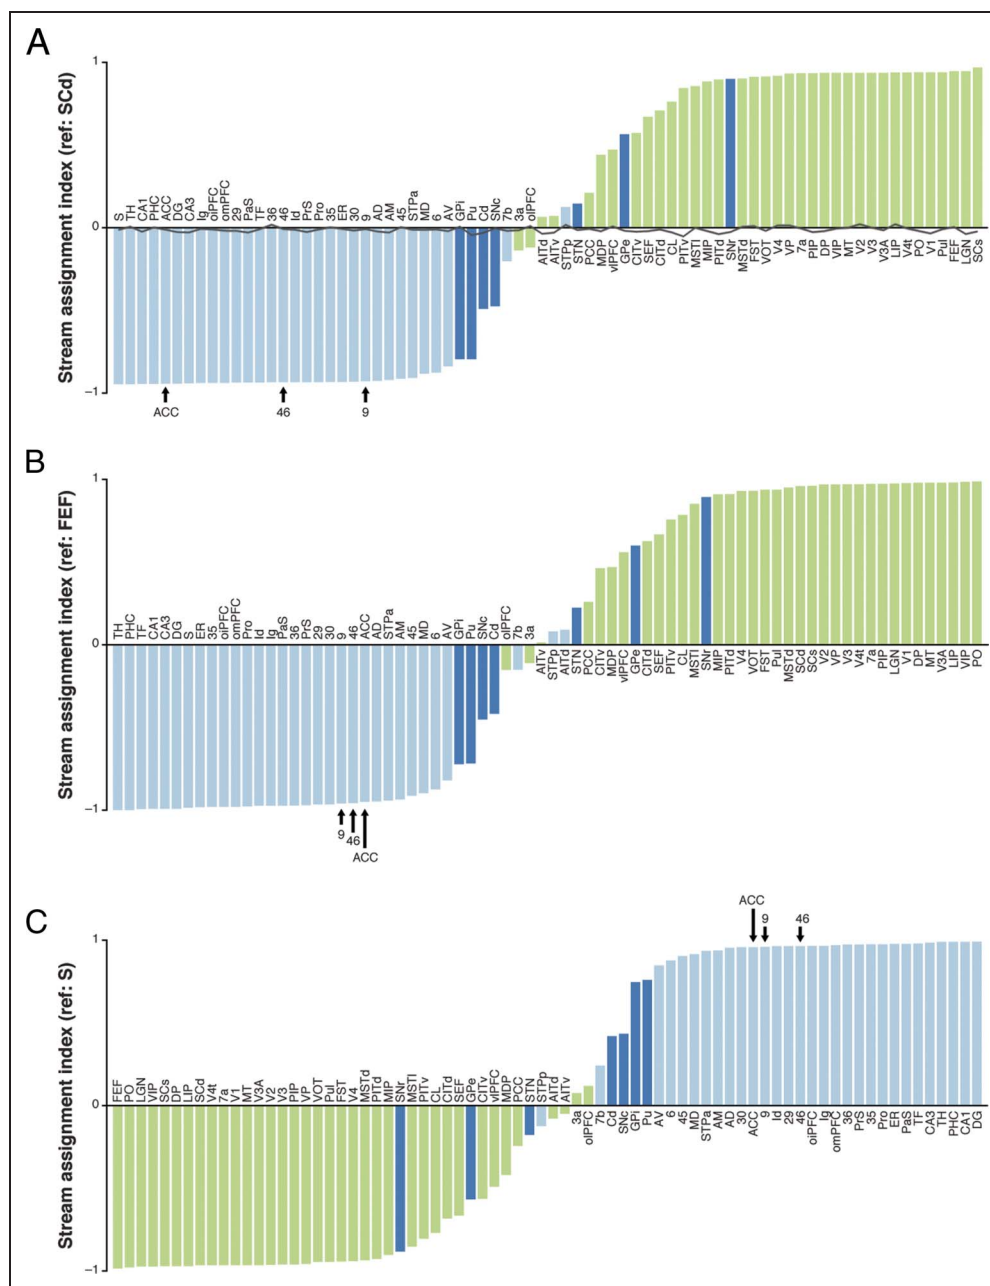 A
Stream assignment index (ref: SCd)
1
0
−1
S TH CA1 PHC ACC DG CA3 Ig oiPFC omPFC 29 PaS TF 36 46 Id PrS Pro 35 ER 30 9 AD AM 45 STPa MD 6 AV GPi Pu Cd SNc 7b 3a olPFC
AITd AITv STPp STN PCC MDP vlPFC GPe CITv SEF CITd CL PITv MSTl MIP PITd SNr MSTd FST VOT V4 VP 7a PIP DP VIP MT V2 V3 V3A LIP V4t PO V1 Pul FEF LGN SCs
ACC 46 9
B
Stream assignment index (ref: FEF)
1
0
−1
TH PHC TF CA1 CA3 DG S ER 35 oiPFC omPFC Pro Id Ig PaS 36 PrS 29 30 9 46 ACC AD STPa AM 45 MD 6 AV GPi Pu SNc Cd olPFC 7b 3a
AITv STPp AITd STN PCC CITv MDP vlPFC GPe CITd SEF PITv CL MSTl SNr MIP PITd V4 VOT FST Pul MSTd SCd SCs V2 VP V3 V4t 7a PIP LGN V1 DP MT V3A LIP VIP PO
9 46 ACC
C
Stream assignment index (ref: S)
ACC 9 46
1
0
−1
FEF PO LGN VIP SCs DP LIP SCd V4t 7a V1 MT V3A V2 V3 PIP VP VOT Pul FST V4 MSTd PITd MIP SNr MSTl PITv CL CITd SEF GPe CITv vlPFC MDP PCC STN STPp AITd AITv
3a olPFC 7b Cd SNc GPi Pu AV 6 45 MD STPa AM AD 30 ACC 9 Id 29 46 oiPFC Ig omPFC 36 PrS 35 Pro ER PaS TF CA3 TH PHC CA1 DG